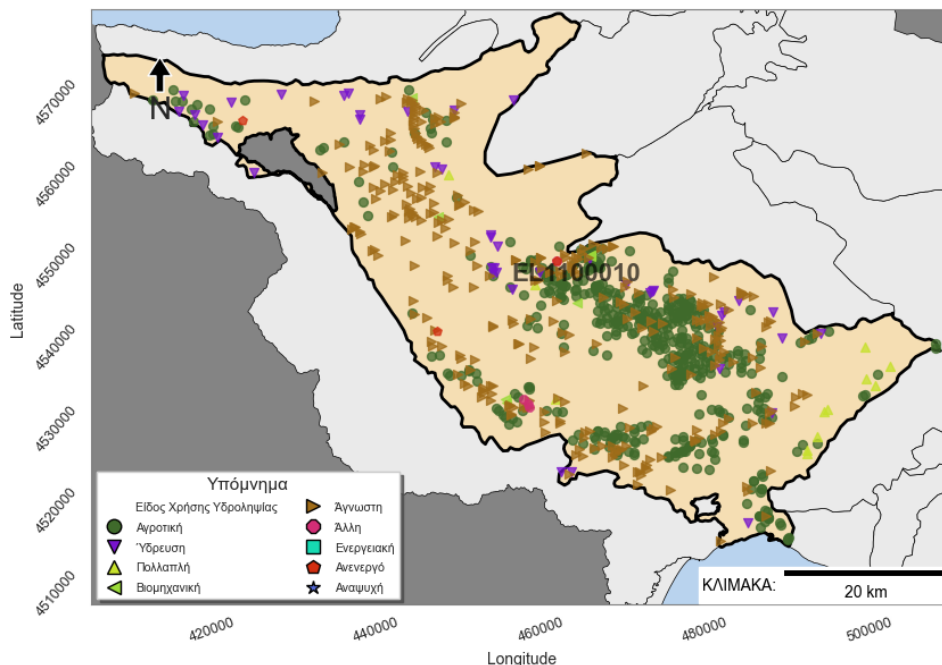 4570000
4560000
4550000
4540000
4530000
4520000
4510000
Latitude
N
EL1100010
Υπόμνημα
Είδος Χρήσης Υδροληψίας
Αγροτική
Ύδρευση
Πολλαπλή
Βιομηχανική
Άγνωστη
Άλλη
Ενεργειακή
Ανενεργό
Αναψυχή
ΚΛΙΜΑΚΑ:
20 km
420000
440000
460000
480000
500000
Longitude